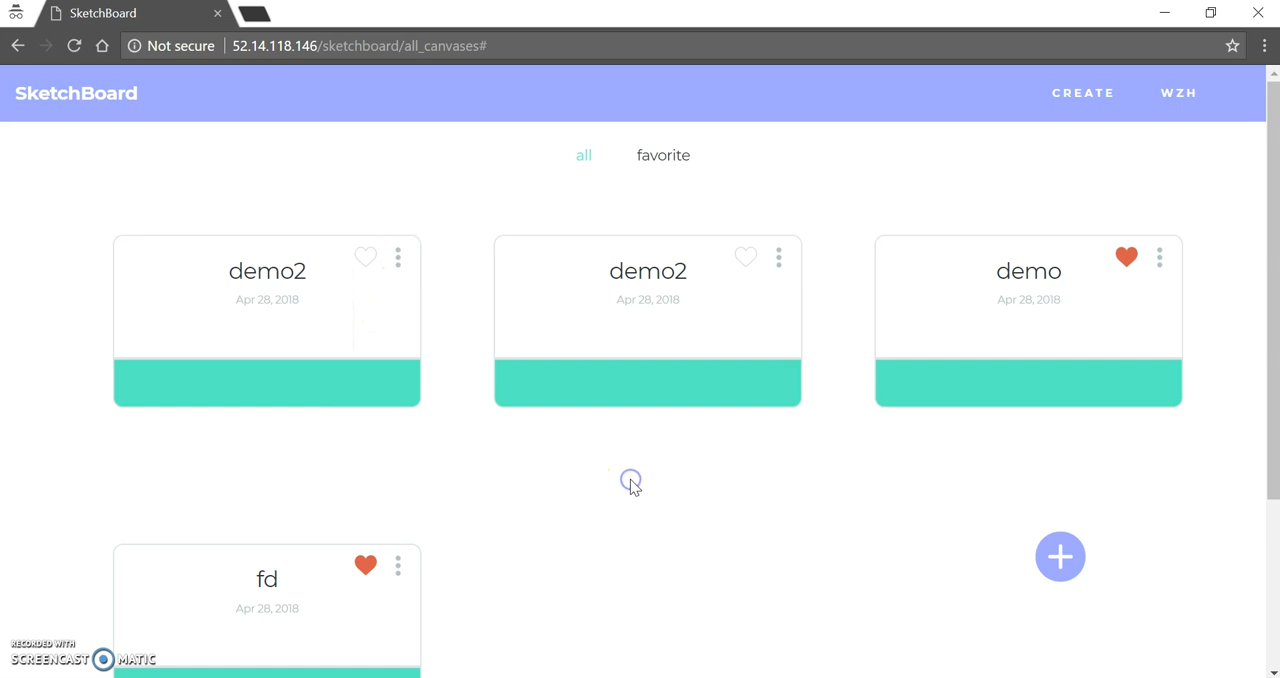 SketchBoard
Not secure 52.14.118.146/sketchboard/all_canvases#
SketchBoard CREATE WZH
all favorite
demo2
Apr 28, 2018
demo2
Apr 28, 2018
demo
Apr 28, 2018
fd
Apr 28, 2018
RECORDED WITH
SCREENCAST MATIC